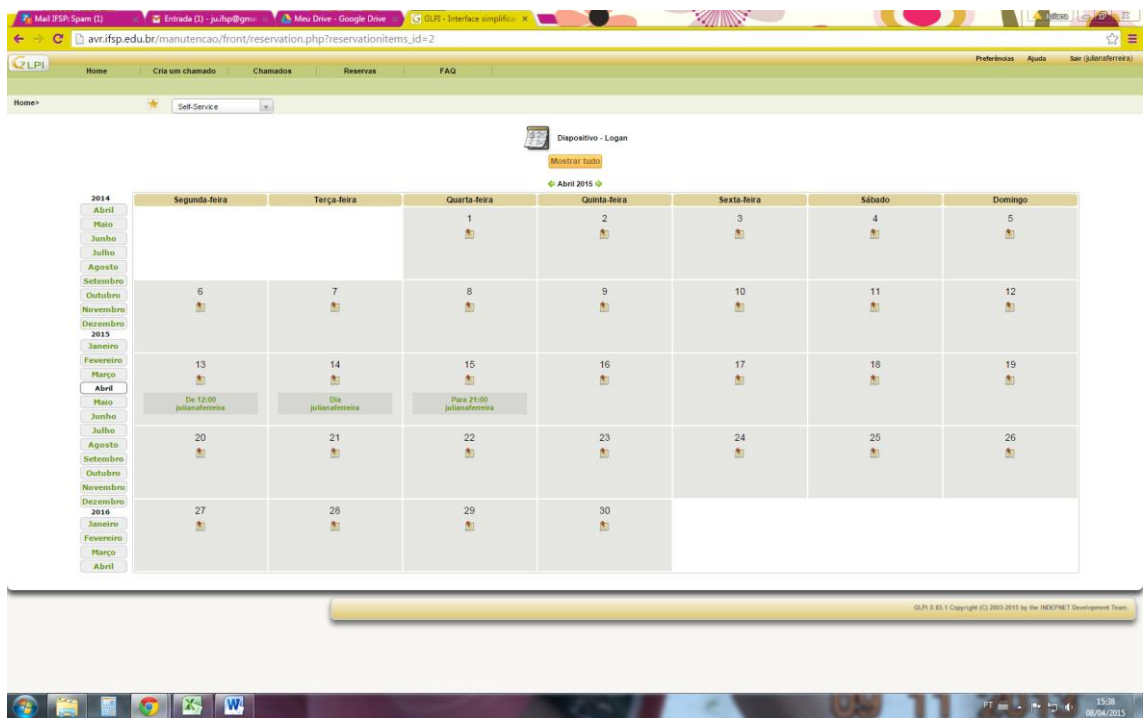 Mail IFSP: Spam (1)
Entrada (1) - ju.ifsp@gma
Meu Drive - Google Drive
GLPI - Interface simplific
avr.ifsp.edu.br/manutencao/front/reservation.php?reservationitems_id=2
GLPI
Preferências Ajuda Sair (julianaferreira)
Home Cria um chamado Chamados Reservas FAQ
Home> Self-Service
Dispositivo - Logan
Mostrar tudo
Abril 2015
2014
Abril
Maio
Junho
Julho
Agosto
Setembro
Outubro
Novembro
Dezembro
2015
Janeiro
Fevereiro
Março
Abril
Maio
Junho
Julho
Agosto
Setembro
Outubro
Novembro
Dezembro
2016
Janeiro
Fevereiro
Março
Abril
Segunda-feira Terça-feira Quarta-feira Quinta-feira Sexta-feira Sábado Domingo
1 2 3 4 5
6 7 8 9 10 11 12
13 14 15 16 17 18 19
De 12:00 Dia Para 21:00
julianaferreira julianaferreira julianaferreira
20 21 22 23 24 25 26
27 28 29 30
GLPI 0.85.1 Copyright (C) 2003-2015 by the INDEPNET Development Team.
PT
15:38
08/04/2015